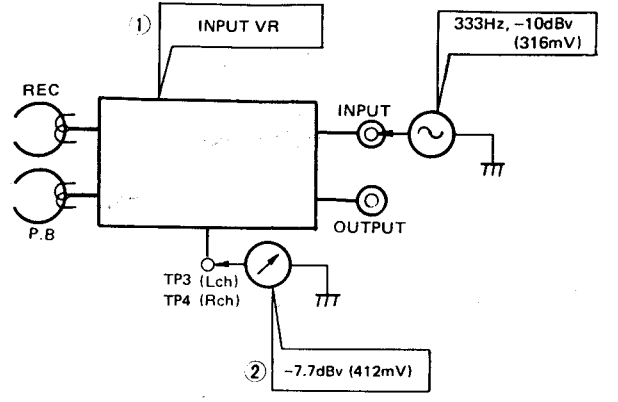 ① INPUT VR
333Hz, −10dBv
(316mV)
REC
INPUT
P.B
OUTPUT
TP3 (Lch)
TP4 (Rch)
② −7.7dBv (412mV)